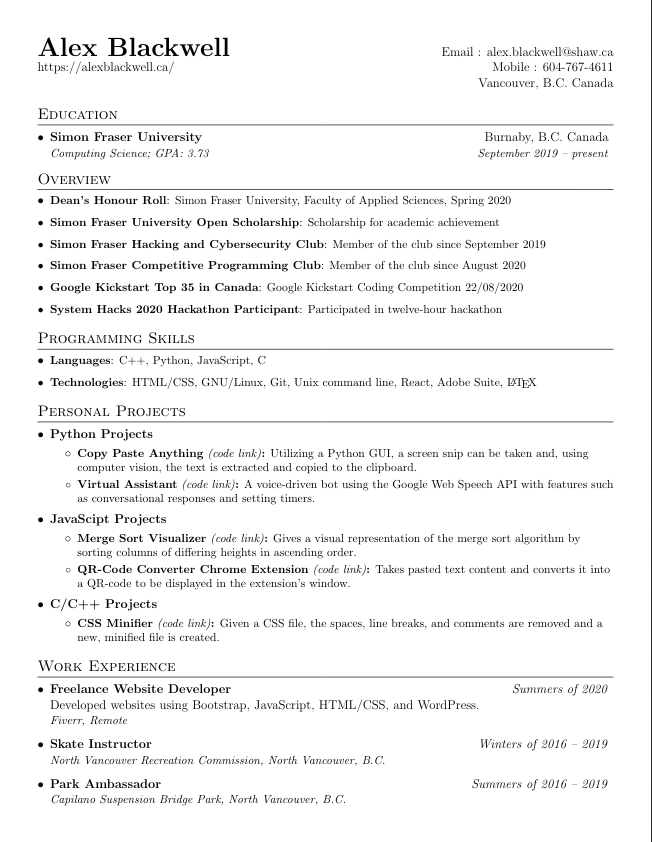 Alex Blackwell
https://alexblackwell.ca/
Email : alex.blackwell@shaw.ca
Mobile : 604-767-4611
Vancouver, B.C. Canada
Education
• Simon Fraser University Burnaby, B.C. Canada
Computing Science; GPA: 3.73 September 2019 – present
Overview
• Dean's Honour Roll: Simon Fraser University, Faculty of Applied Sciences, Spring 2020
• Simon Fraser University Open Scholarship: Scholarship for academic achievement
• Simon Fraser Hacking and Cybersecurity Club: Member of the club since September 2019
• Simon Fraser Competitive Programming Club: Member of the club since August 2020
• Google Kickstart Top 35 in Canada: Google Kickstart Coding Competition 22/08/2020
• System Hacks 2020 Hackathon Participant: Participated in twelve-hour hackathon
Programming Skills
• Languages: C++, Python, JavaScript, C
• Technologies: HTML/CSS, GNU/Linux, Git, Unix command line, React, Adobe Suite, LATEX
Personal Projects
• Python Projects
◦ Copy Paste Anything (code link): Utilizing a Python GUI, a screen snip can be taken and, using
computer vision, the text is extracted and copied to the clipboard.
◦ Virtual Assistant (code link): A voice-driven bot using the Google Web Speech API with features such
as conversational responses and setting timers.
• JavaScipt Projects
◦ Merge Sort Visualizer (code link): Gives a visual representation of the merge sort algorithm by
sorting columns of differing heights in ascending order.
◦ QR-Code Converter Chrome Extension (code link): Takes pasted text content and converts it into
a QR-code to be displayed in the extension's window.
• C/C++ Projects
◦ CSS Minifier (code link): Given a CSS file, the spaces, line breaks, and comments are removed and a
new, minified file is created.
Work Experience
• Freelance Website Developer Summers of 2020
Developed websites using Bootstrap, JavaScript, HTML/CSS, and WordPress.
Fiverr, Remote
• Skate Instructor Winters of 2016 – 2019
North Vancouver Recreation Commission, North Vancouver, B.C.
• Park Ambassador Summers of 2016 – 2019
Capilano Suspension Bridge Park, North Vancouver, B.C.